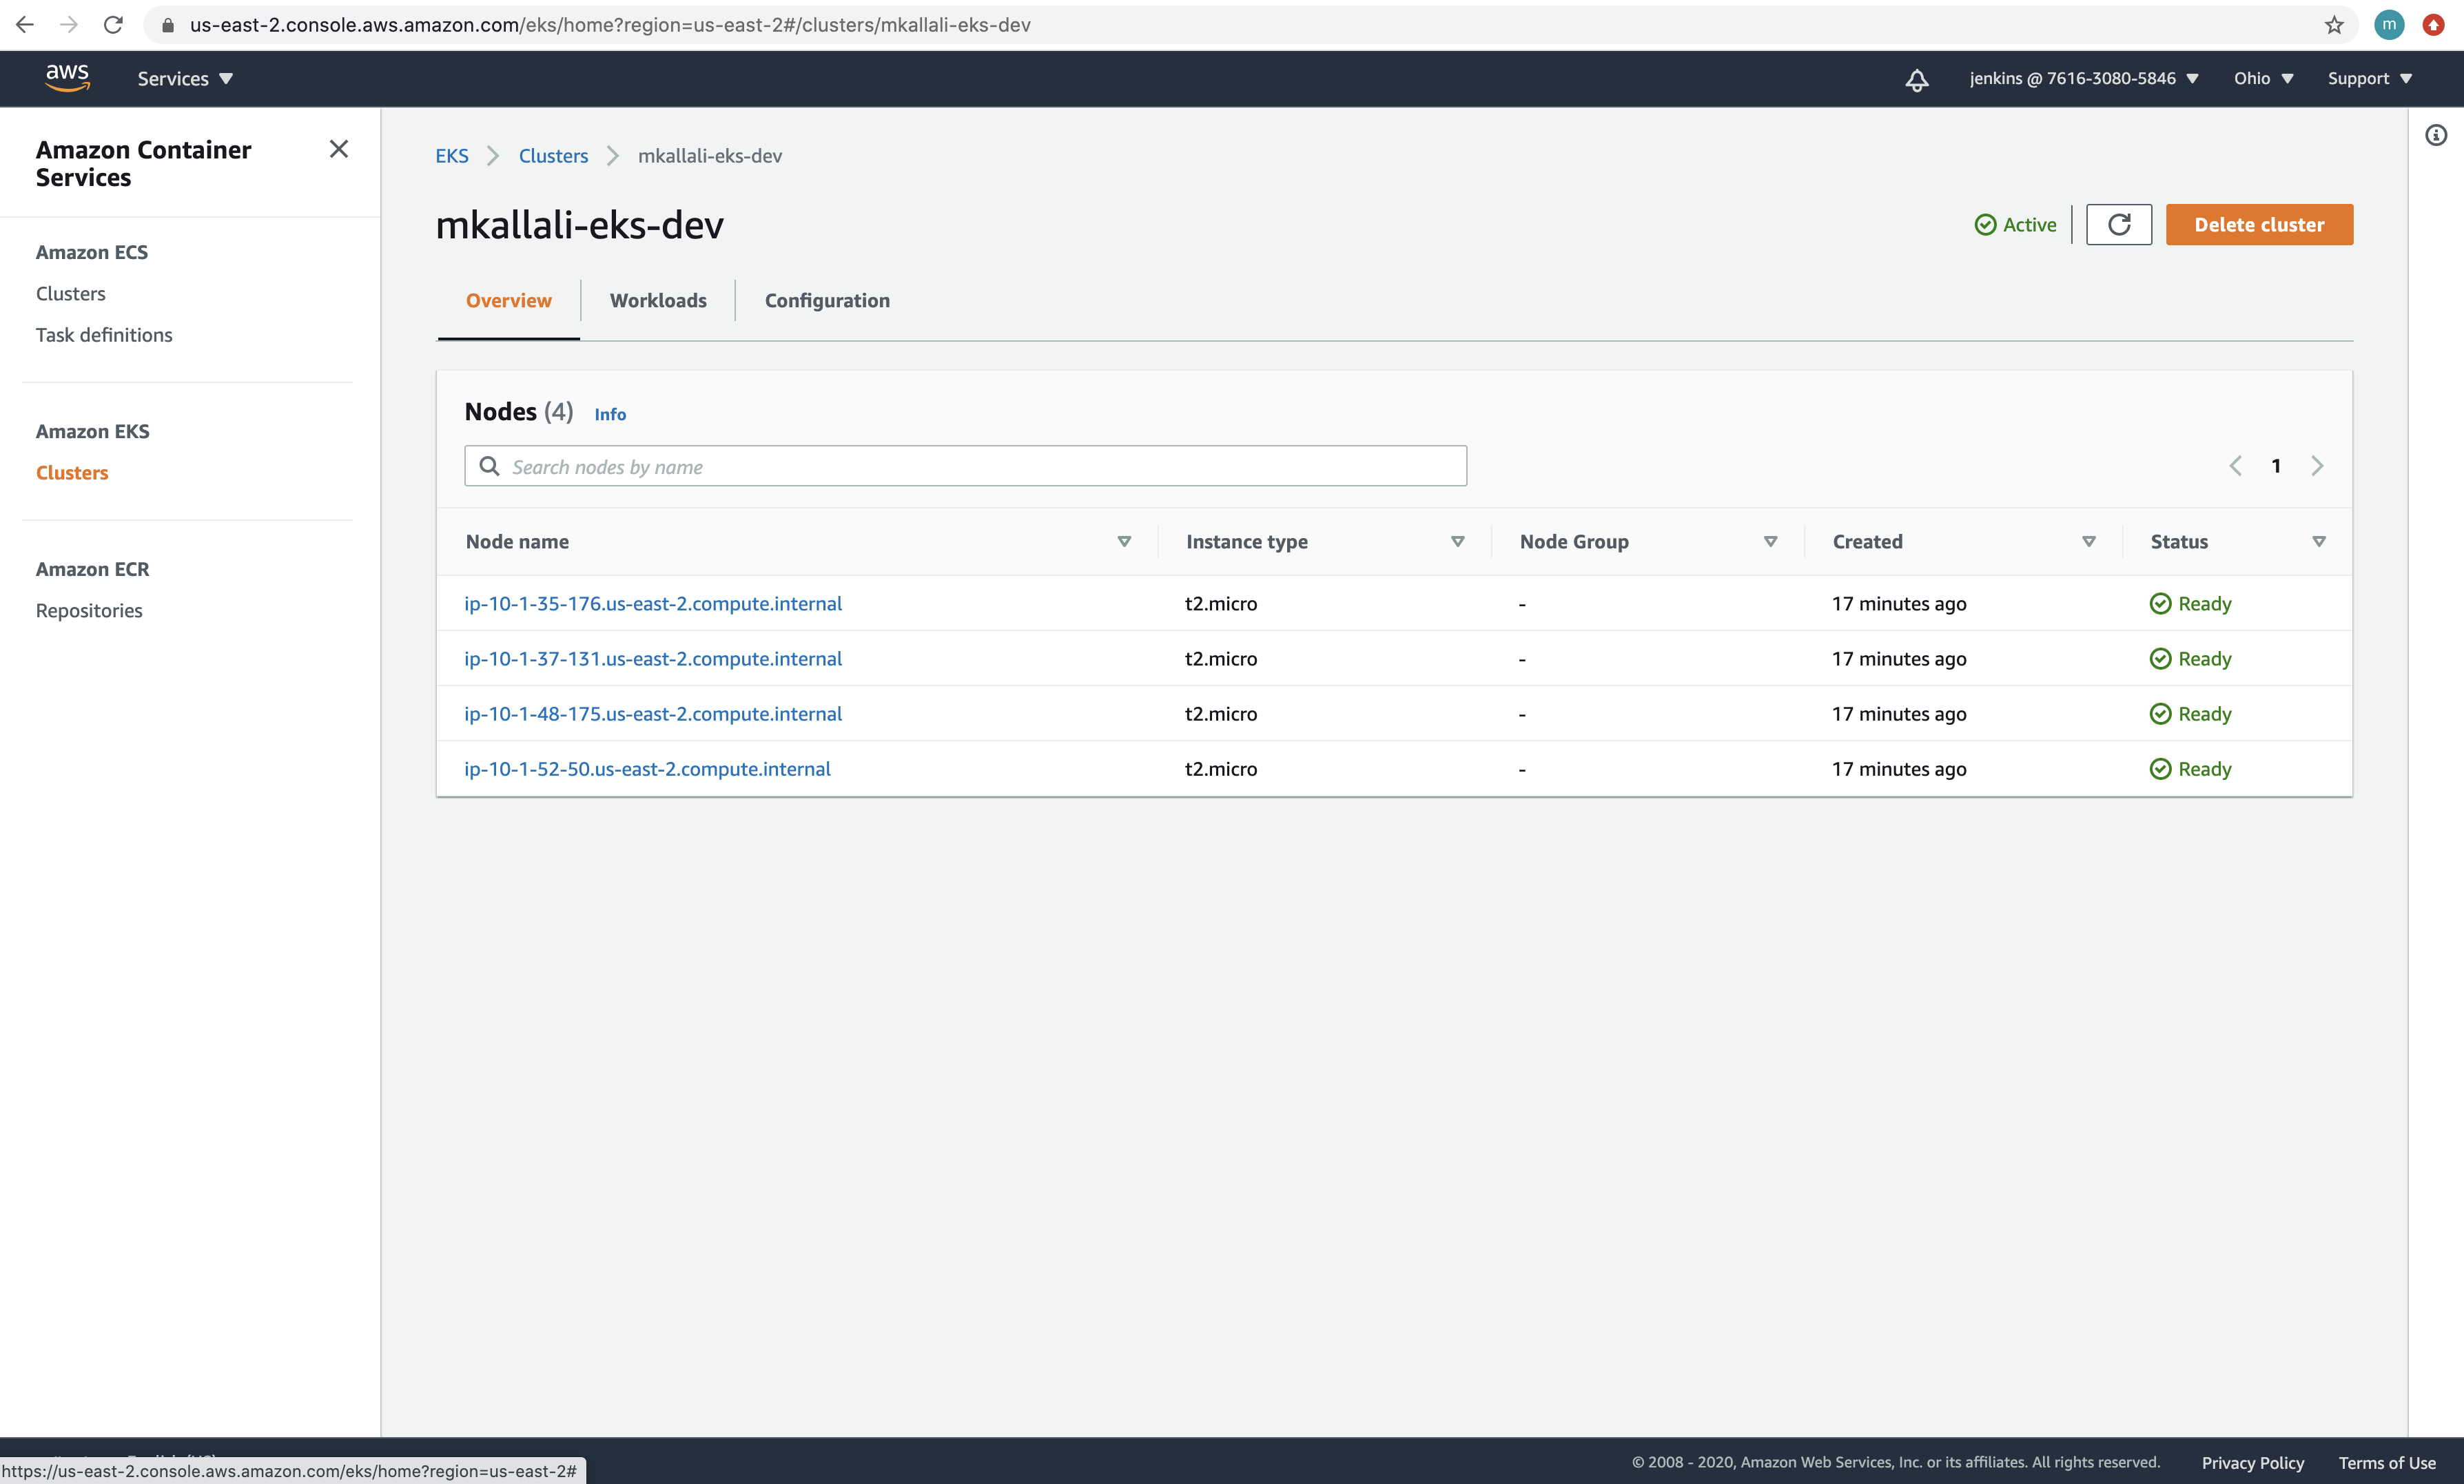 us-east-2.console.aws.amazon.com/eks/home?region=us-east-2#/clusters/mkallali-eks-dev
m
aws
Services
jenkins @ 7616-3080-5846
Ohio
Support
Amazon Container
Services
Amazon ECS
Clusters
Task definitions
Amazon EKS
Clusters
Amazon ECR
Repositories
EKS
Clusters
mkallali-eks-dev
mkallali-eks-dev
Active
Delete cluster
Overview
Workloads
Configuration
Nodes (4) Info
Search nodes by name
1
Node name Instance type Node Group Created Status
ip-10-1-35-176.us-east-2.compute.internal t2.micro - 17 minutes ago Ready
ip-10-1-37-131.us-east-2.compute.internal t2.micro - 17 minutes ago Ready
ip-10-1-48-175.us-east-2.compute.internal t2.micro - 17 minutes ago Ready
ip-10-1-52-50.us-east-2.compute.internal t2.micro - 17 minutes ago Ready
https://us-east-2.console.aws.amazon.com/eks/home?region=us-east-2#
© 2008 - 2020, Amazon Web Services, Inc. or its affiliates. All rights reserved.
Privacy Policy
Terms of Use